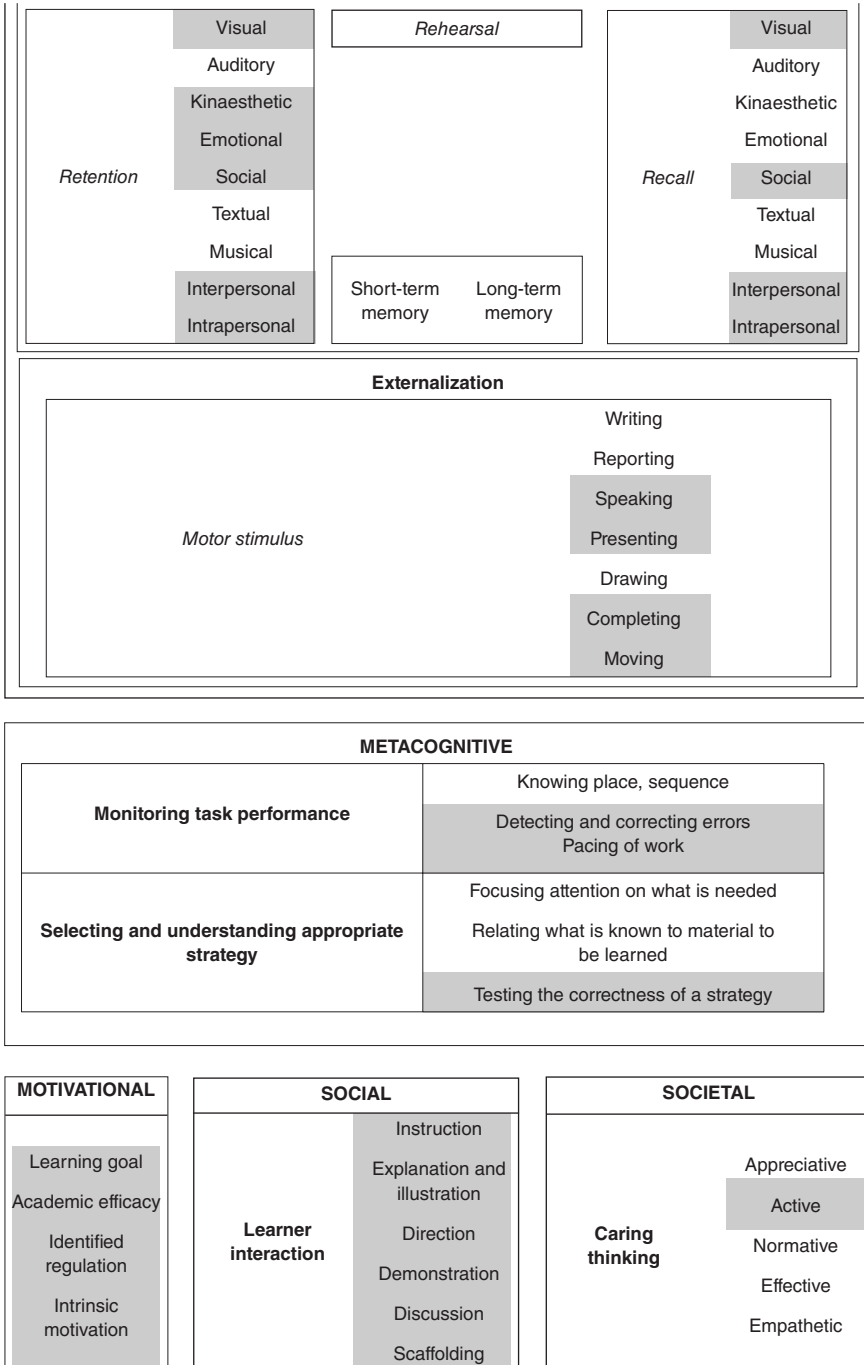 Retention
Visual
Auditory
Kinaesthetic
Emotional
Social
Textual
Musical
Interpersonal
Intrapersonal
Rehearsal
Short-term
memory
Long-term
memory
Recall
Visual
Auditory
Kinaesthetic
Emotional
Social
Textual
Musical
Interpersonal
Intrapersonal
Externalization
Motor stimulus
Writing
Reporting
Speaking
Presenting
Drawing
Completing
Moving
METACOGNITIVE
Monitoring task performance
Knowing place, sequence
Detecting and correcting errors
Pacing of work
Selecting and understanding appropriate
strategy
Focusing attention on what is needed
Relating what is known to material to
be learned
Testing the correctness of a strategy
MOTIVATIONAL
Learning goal
Academic efficacy
Identified
regulation
Intrinsic
motivation
SOCIAL
Learner
interaction
Instruction
Explanation and
illustration
Direction
Demonstration
Discussion
Scaffolding
SOCIETAL
Caring
thinking
Appreciative
Active
Normative
Effective
Empathetic